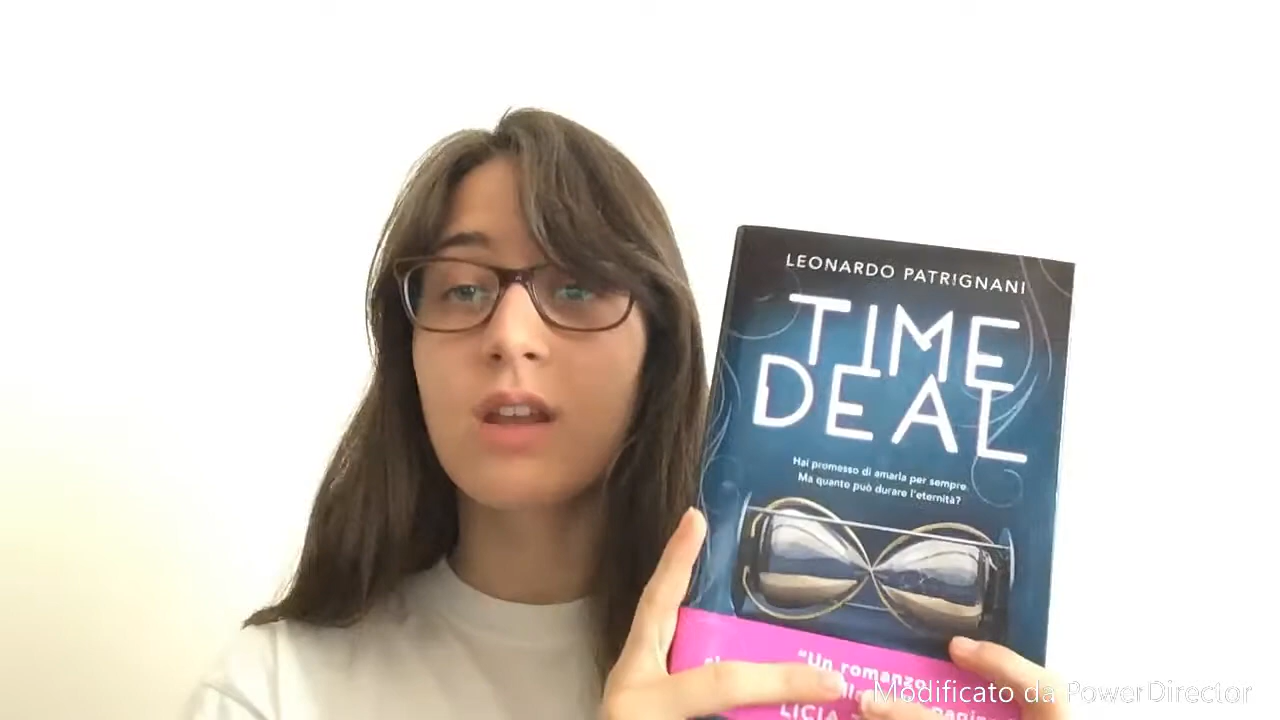 LEONARDO PATRIGNANI
TIME
DEAL
Hai promesso di amarla per sempre.
Ma quanto può durare l'eternità?
"Un romanzo
LICIA
Modificato da PowerDirector